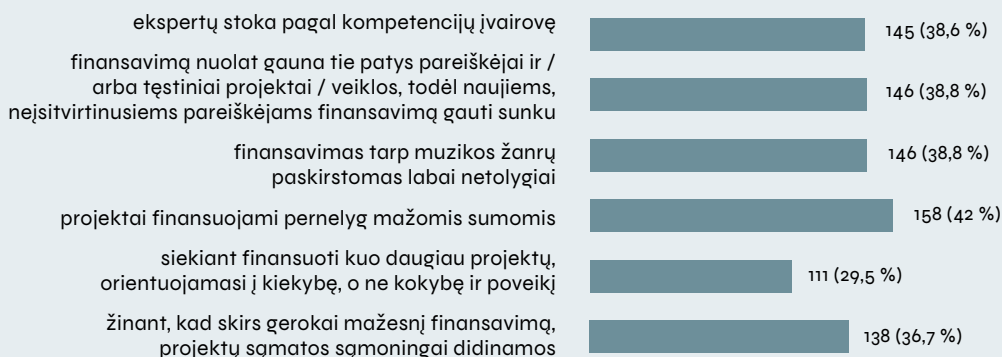 ekspertų stoka pagal kompetencijų įvairovę
145 (38,6 %)
finansavimą nuolat gauna tie patys pareiškėjai ir /
arba tęstiniai projektai / veiklos, todėl naujiems,
neįsitvirtinusiems pareiškėjams finansavimą gauti sunku
146 (38,8 %)
finansavimas tarp muzikos žanrų
paskirstomas labai netolygiai
146 (38,8 %)
projektai finansuojami pernelyg mažomis sumomis
158 (42 %)
siekiant finansuoti kuo daugiau projektų,
orientuojamasi į kiekybę, o ne kokybę ir poveikį
111 (29,5 %)
žinant, kad skirs gerokai mažesnį finansavimą,
projektų sąmatos sąmoningai didinamos
138 (36,7 %)